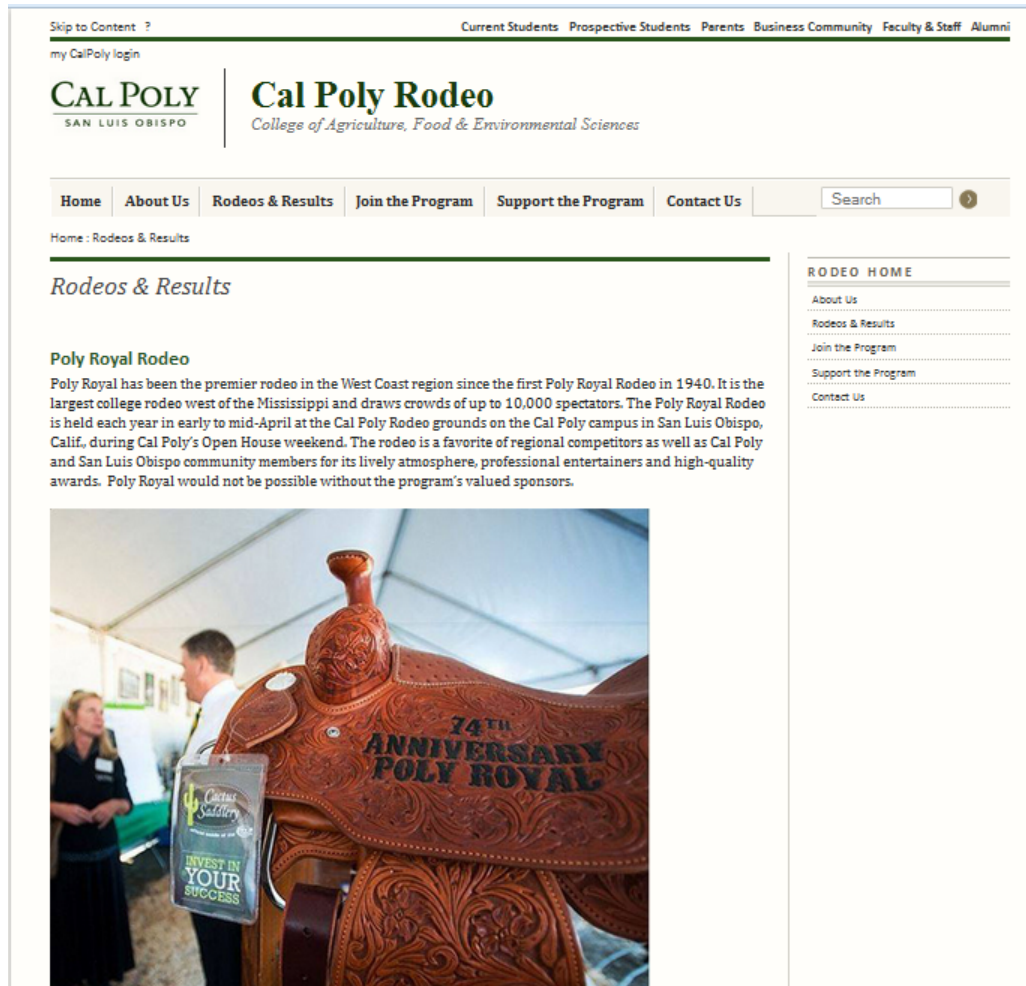 Skip to Content ?
Current Students Prospective Students Parents Business Community Faculty & Staff Alumni
my CalPoly login
CAL POLY
SAN LUIS OBISPO
Cal Poly Rodeo
College of Agriculture, Food & Environmental Sciences
Home About Us Rodeos & Results Join the Program Support the Program Contact Us Search
Home : Rodeos & Results
Rodeos & Results
Poly Royal Rodeo
Poly Royal has been the premier rodeo in the West Coast region since the first Poly Royal Rodeo in 1940. It is the
largest college rodeo west of the Mississippi and draws crowds of up to 10,000 spectators. The Poly Royal Rodeo
is held each year in early to mid-April at the Cal Poly Rodeo grounds on the Cal Poly campus in San Luis Obispo,
Calif., during Cal Poly's Open House weekend. The rodeo is a favorite of regional competitors as well as Cal Poly
and San Luis Obispo community members for its lively atmosphere, professional entertainers and high-quality
awards. Poly Royal would not be possible without the program's valued sponsors.
74TH
ANNIVERSARY
POLY ROYAL
Cactus
Saddlery
INVEST IN
YOUR
SUCCESS
RODEO HOME
About Us
Rodeos & Results
Join the Program
Support the Program
Contact Us